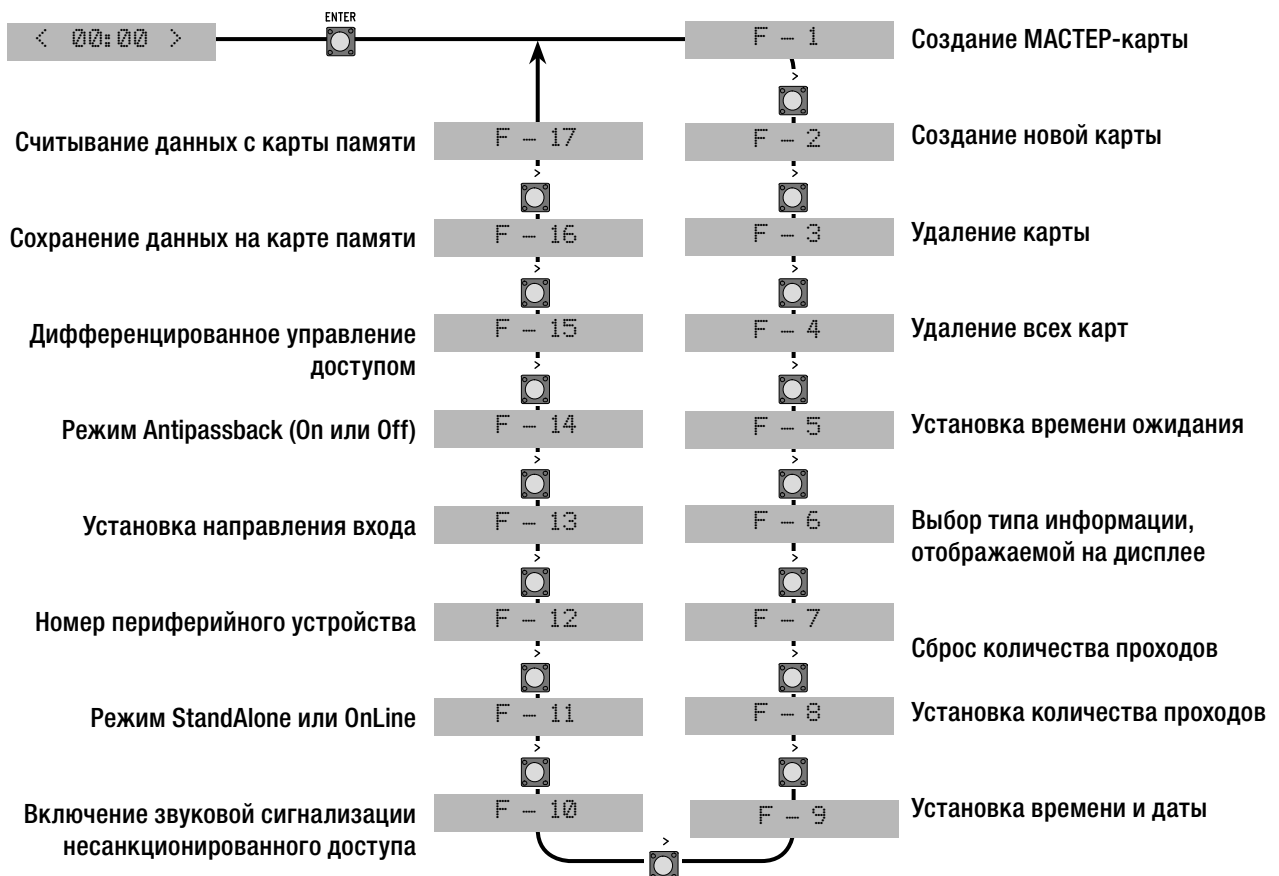 ENTER
< 00:00 >
F – 1
Создание МАСТЕР-карты
>
F – 17
Считывание данных с карты памяти
F – 2
Создание новой карты
>
>
F – 16
Сохранение данных на карте памяти
F – 3
Удаление карты
>
>
F – 15
Дифференцированное управление
доступом
F – 4
Удаление всех карт
>
>
F – 14
Режим Antipassback (On или Off)
F – 5
Установка времени ожидания
>
>
F – 13
Установка направления входа
F – 6
Выбор типа информации,
отображаемой на дисплее
>
>
F – 12
Номер периферийного устройства
F – 7
Сброс количества проходов
>
>
F – 11
Режим StandAlone или OnLine
F – 8
Установка количества проходов
>
>
F – 10
Включение звуковой сигнализации
несанкционированного доступа
F – 9
Установка времени и даты
>